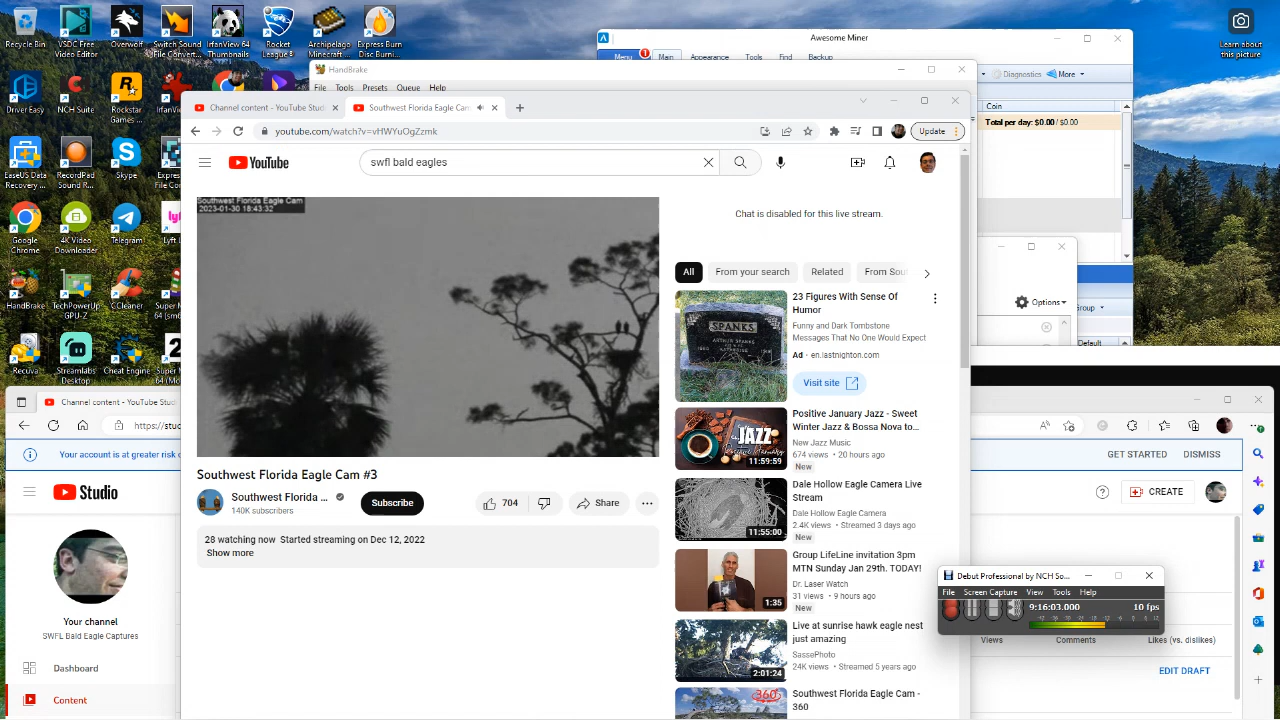 Recycle Bin
VSDC Free Video Editor
Overwolf
Switch Sound File Convert...
IrfanView 64 Thumbnails
Rocket League
Archipelago Minecraft ...
Express Burn Disc Burni...
Learn about this picture
Driver Easy
NCH Suite
Rockstar Games ...
EaseUS Data Recovery ...
RecordPad Sound R...
Skype
Google Chrome
4K Video Downloader
Telegram
HandBrake
TechPowerUp GPU-Z
CCleaner
Recuva
Streamlabs Desktop
Cheat Engine
Awesome Miner
Menu
1
Main
Appearance
Tools
Find
Backup
Diagnostics
More
Coin
Total per day: $0.00 / $0.00
Options
Default
HandBrake
File Tools Presets Queue Help
Channel content - YouTube Stud
Southwest Florida Eagle Cam
youtube.com/watch?v=vHWYuOgZzmk
Update
YouTube
swfl bald eagles
Southwest Florida Eagle Cam
2023-01-30 18:43:32
Southwest Florida Eagle Cam #3
Southwest Florida ...
140K subscribers
Subscribe
704
Share
28 watching now Started streaming on Dec 12, 2022
Show more
Chat is disabled for this live stream.
All
From your search
Related
From Sou
SPANKS
ARTHUR SPANKS
23 Figures With Sense Of Humor
Funny and Dark Tombstone Messages That No One Would Expect
Ad · en.lastnighton.com
Visit site
JAZZ
11:59:59
Positive January Jazz - Sweet Winter Jazz & Bossa Nova to...
New Jazz Music
674 views • 20 hours ago
New
11:55:00
Dale Hollow Eagle Camera Live Stream
Dale Hollow Eagle Camera
2.4K views • Streamed 3 days ago
New
1:35
Group LifeLine invitation 3pm MTN Sunday Jan 29th. TODAY!
Dr. Laser Watch
31 views • 9 hours ago
New
2:01:24
Live at sunrise hawk eagle nest just amazing
SassePhoto
24K views • Streamed 5 years ago
360
Southwest Florida Eagle Cam - 360
Channel content - YouTube Stud
https://stuc
Your account is at greater risk
GET STARTED
DISMISS
Studio
CREATE
Your channel
SWFL Bald Eagle Captures
Dashboard
Content
Debut Professional by NCH So...
File Screen Capture View Tools Help
9:16:03.000
10 fps
Views
Comments
Likes (vs. dislikes)
EDIT DRAFT